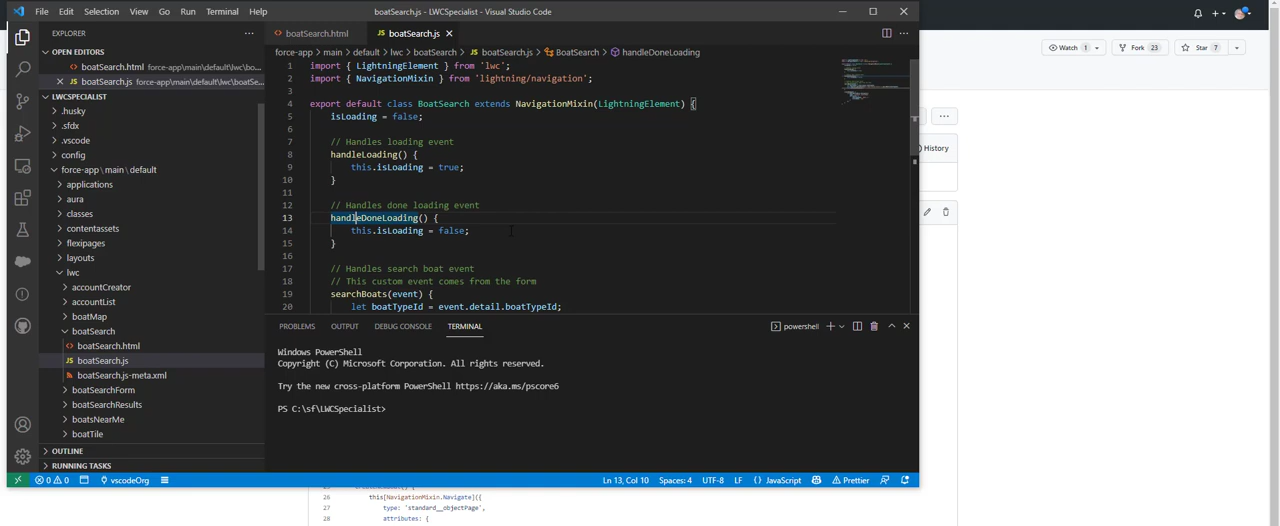 File Edit Selection View Go Run Terminal Help
boatSearch.js - LWCSpecialist - Visual Studio Code
EXPLORER
OPEN EDITORS
boatSearch.html force-app\main\default\lwc\bo...
boatSearch.js force-app\main\default\lwc\boatSe...
LWCSPECIALIST
.husky
.sfdx
.vscode
config
force-app \ main \ default
applications
aura
classes
contentassets
flexipages
layouts
lwc
accountCreator
accountList
boatMap
boatSearch
boatSearch.html
boatSearch.js
boatSearch.js-meta.xml
boatSearchForm
boatSearchResults
boatsNearMe
boatTile
OUTLINE
RUNNING TASKS
boatSearch.html
boatSearch.js
force-app > main > default > lwc > boatSearch > boatSearch.js > BoatSearch > handleDoneLoading
1 import { LightningElement } from 'lwc';
2 import { NavigationMixin } from 'lightning/navigation';
3
4 export default class BoatSearch extends NavigationMixin(LightningElement) {
5 isLoading = false;
6
7 // Handles loading event
8 handleLoading() {
9 this.isLoading = true;
10 }
11
12 // Handles done loading event
13 handleDoneLoading() {
14 this.isLoading = false;
15 }
16
17 // Handles search boat event
18 // This custom event comes from the form
19 searchBoats(event) {
20 let boatTypeId = event.detail.boatTypeId;
PROBLEMS OUTPUT DEBUG CONSOLE TERMINAL
powershell
Windows PowerShell
Copyright (C) Microsoft Corporation. All rights reserved.
Try the new cross-platform PowerShell https://aka.ms/pscore6
PS C:\sf\LWCSpecialist>
0 0 vscodeOrg
Ln 13, Col 10 Spaces: 4 UTF-8 LF {} JavaScript Prettier
Watch 1
Fork 23
Star 7
History
this[NavigationMixin.Navigate]({
27 type: 'standard__objectPage',
28 attributes: {